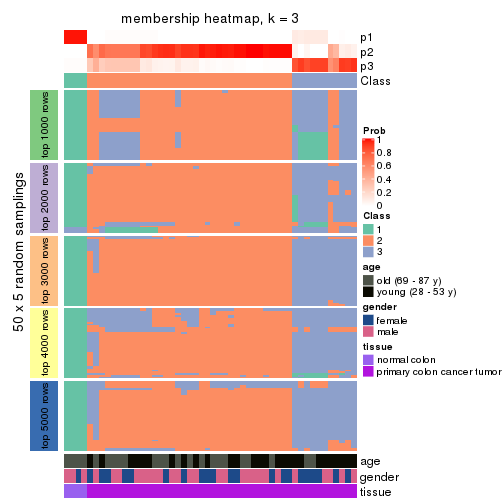 membership heatmap, k = 3
p1
p2
p3
Class
50 x 5 random samplings
top 1000 rows
top 2000 rows
top 3000 rows
top 4000 rows
top 5000 rows
age
gender
tissue
Prob
1
0.8
0.6
0.4
0.2
0
Class
1
2
3
age
old (69 - 87 y)
young (28 - 53 y)
gender
female
male
tissue
normal colon
primary colon cancer tumor